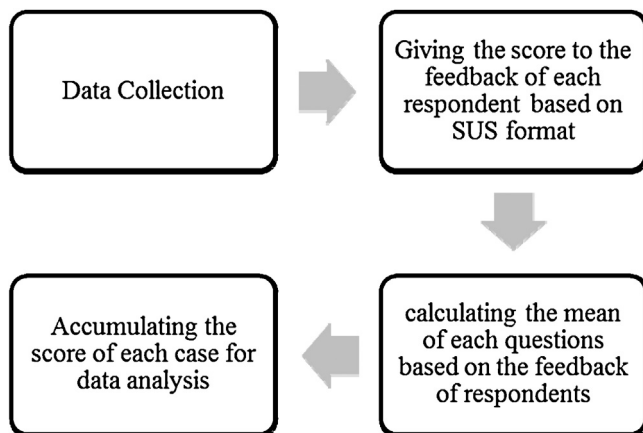 Data Collection
Giving the score to the
feedback of each
respondent based on
SUS format
calculating the mean
of each questions
based on the feedback
of respondents
Accumulating the
score of each case for
data analysis